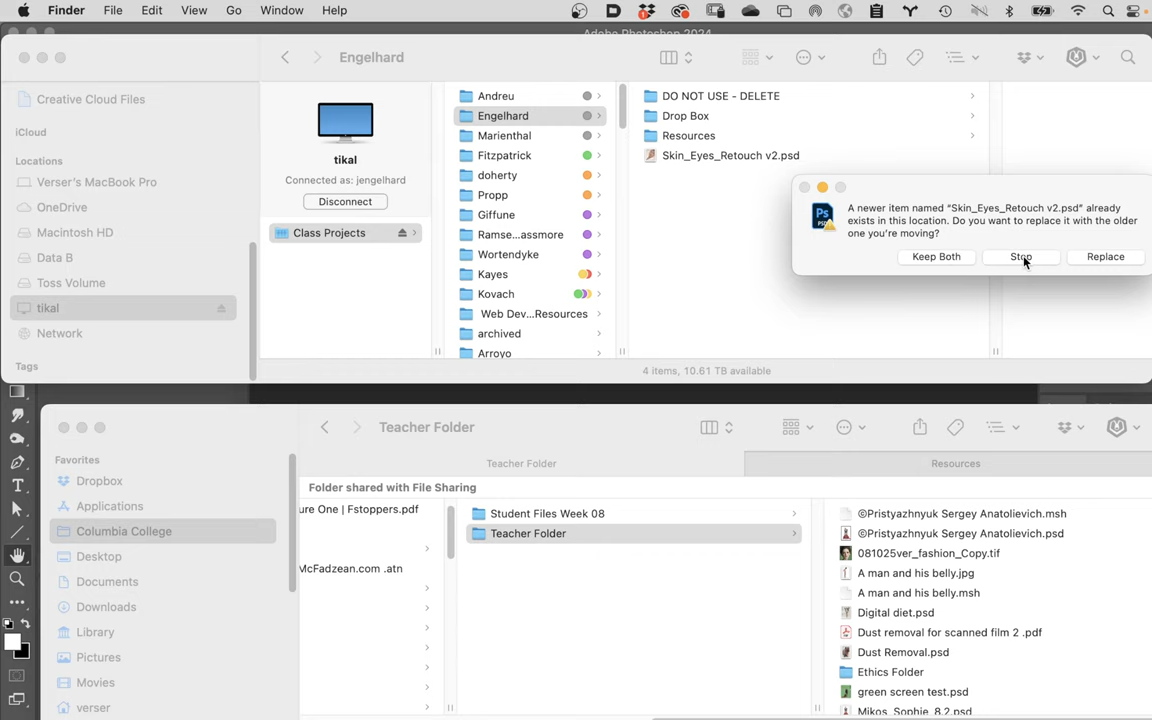 Finder File Edit View Go Window Help
Adobe Photoshop 2024
Engelhard
Creative Cloud Files
iCloud
Locations
Verser's MacBook Pro
OneDrive
Macintosh HD
Data B
Toss Volume
tikal
Network
Tags
tikal
Connected as: jengelhard
Disconnect
Class Projects
Andreu
Engelhard
Marienthal
Fitzpatrick
doherty
Propp
Giffune
Ramse...assmore
Wortendyke
Kayes
Kovach
Web Dev...Resources
archived
Arroyo
DO NOT USE - DELETE
Drop Box
Resources
Skin_Eyes_Retouch v2.psd
Ps
PSD
A newer item named “Skin_Eyes_Retouch v2.psd” already
exists in this location. Do you want to replace it with the older
one you’re moving?
Keep Both Stop Replace
4 items, 10.61 TB available
Teacher Folder
Teacher Folder Resources
Folder shared with File Sharing
Favorites
Dropbox
Applications
Columbia College
Desktop
Documents
Downloads
Library
Pictures
Movies
verser
ure One | Fstoppers.pdf
McFadzean.com .atn
Student Files Week 08
Teacher Folder
©Pristyazhnyuk Sergey Anatolievich.msh
©Pristyazhnyuk Sergey Anatolievich.psd
081025ver_fashion_Copy.tif
A man and his belly.jpg
A man and his belly.msh
Digital diet.psd
Dust removal for scanned film 2 .pdf
Dust Removal.psd
Ethics Folder
green screen test.psd
Mikos_Sophie_8.2.psd